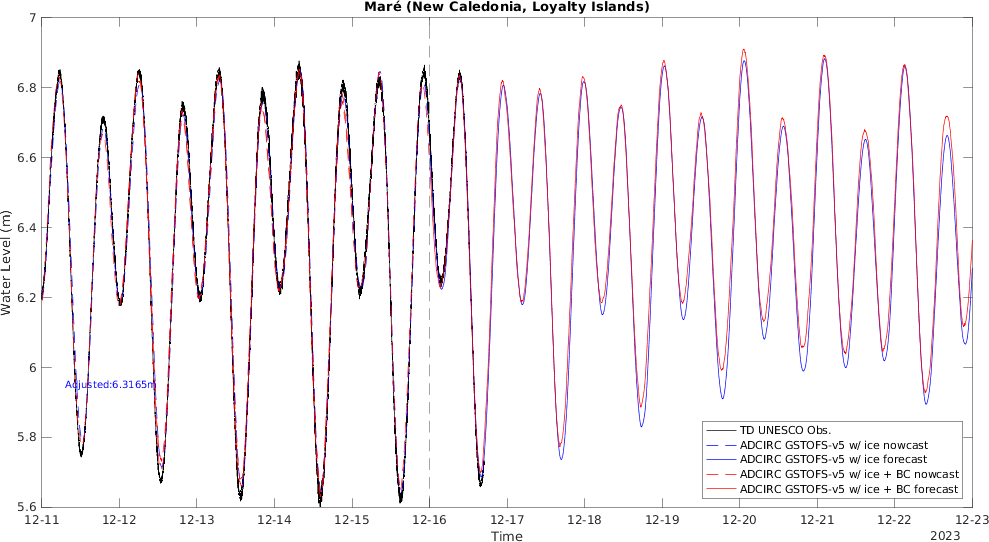 Maré (New Caledonia, Loyalty Islands)
7
6.8
6.6
6.4
6.2
6
5.8
5.6
Water Level (m)
Adjusted:6.3165m
TD UNESCO Obs.
ADCIRC GSTOFS-v5 w/ ice nowcast
ADCIRC GSTOFS-v5 w/ ice forecast
ADCIRC GSTOFS-v5 w/ ice + BC nowcast
ADCIRC GSTOFS-v5 w/ ice + BC forecast
12-11 12-12 12-13 12-14 12-15 12-16 12-17 12-18 12-19 12-20 12-21 12-22 12-23
Time
2023